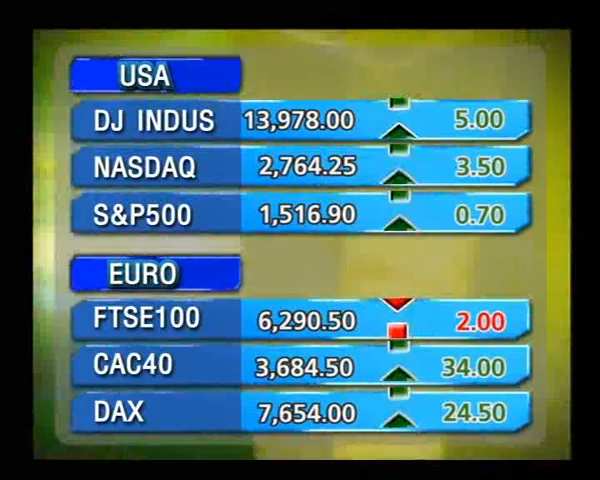 USA
DJ INDUS 13,978.00 5.00
NASDAQ 2,764.25 3.50
S&P500 1,516.90 0.70
EURO
FTSE100 6,290.50 2.00
CAC40 3,684.50 34.00
DAX 7,654.00 24.50